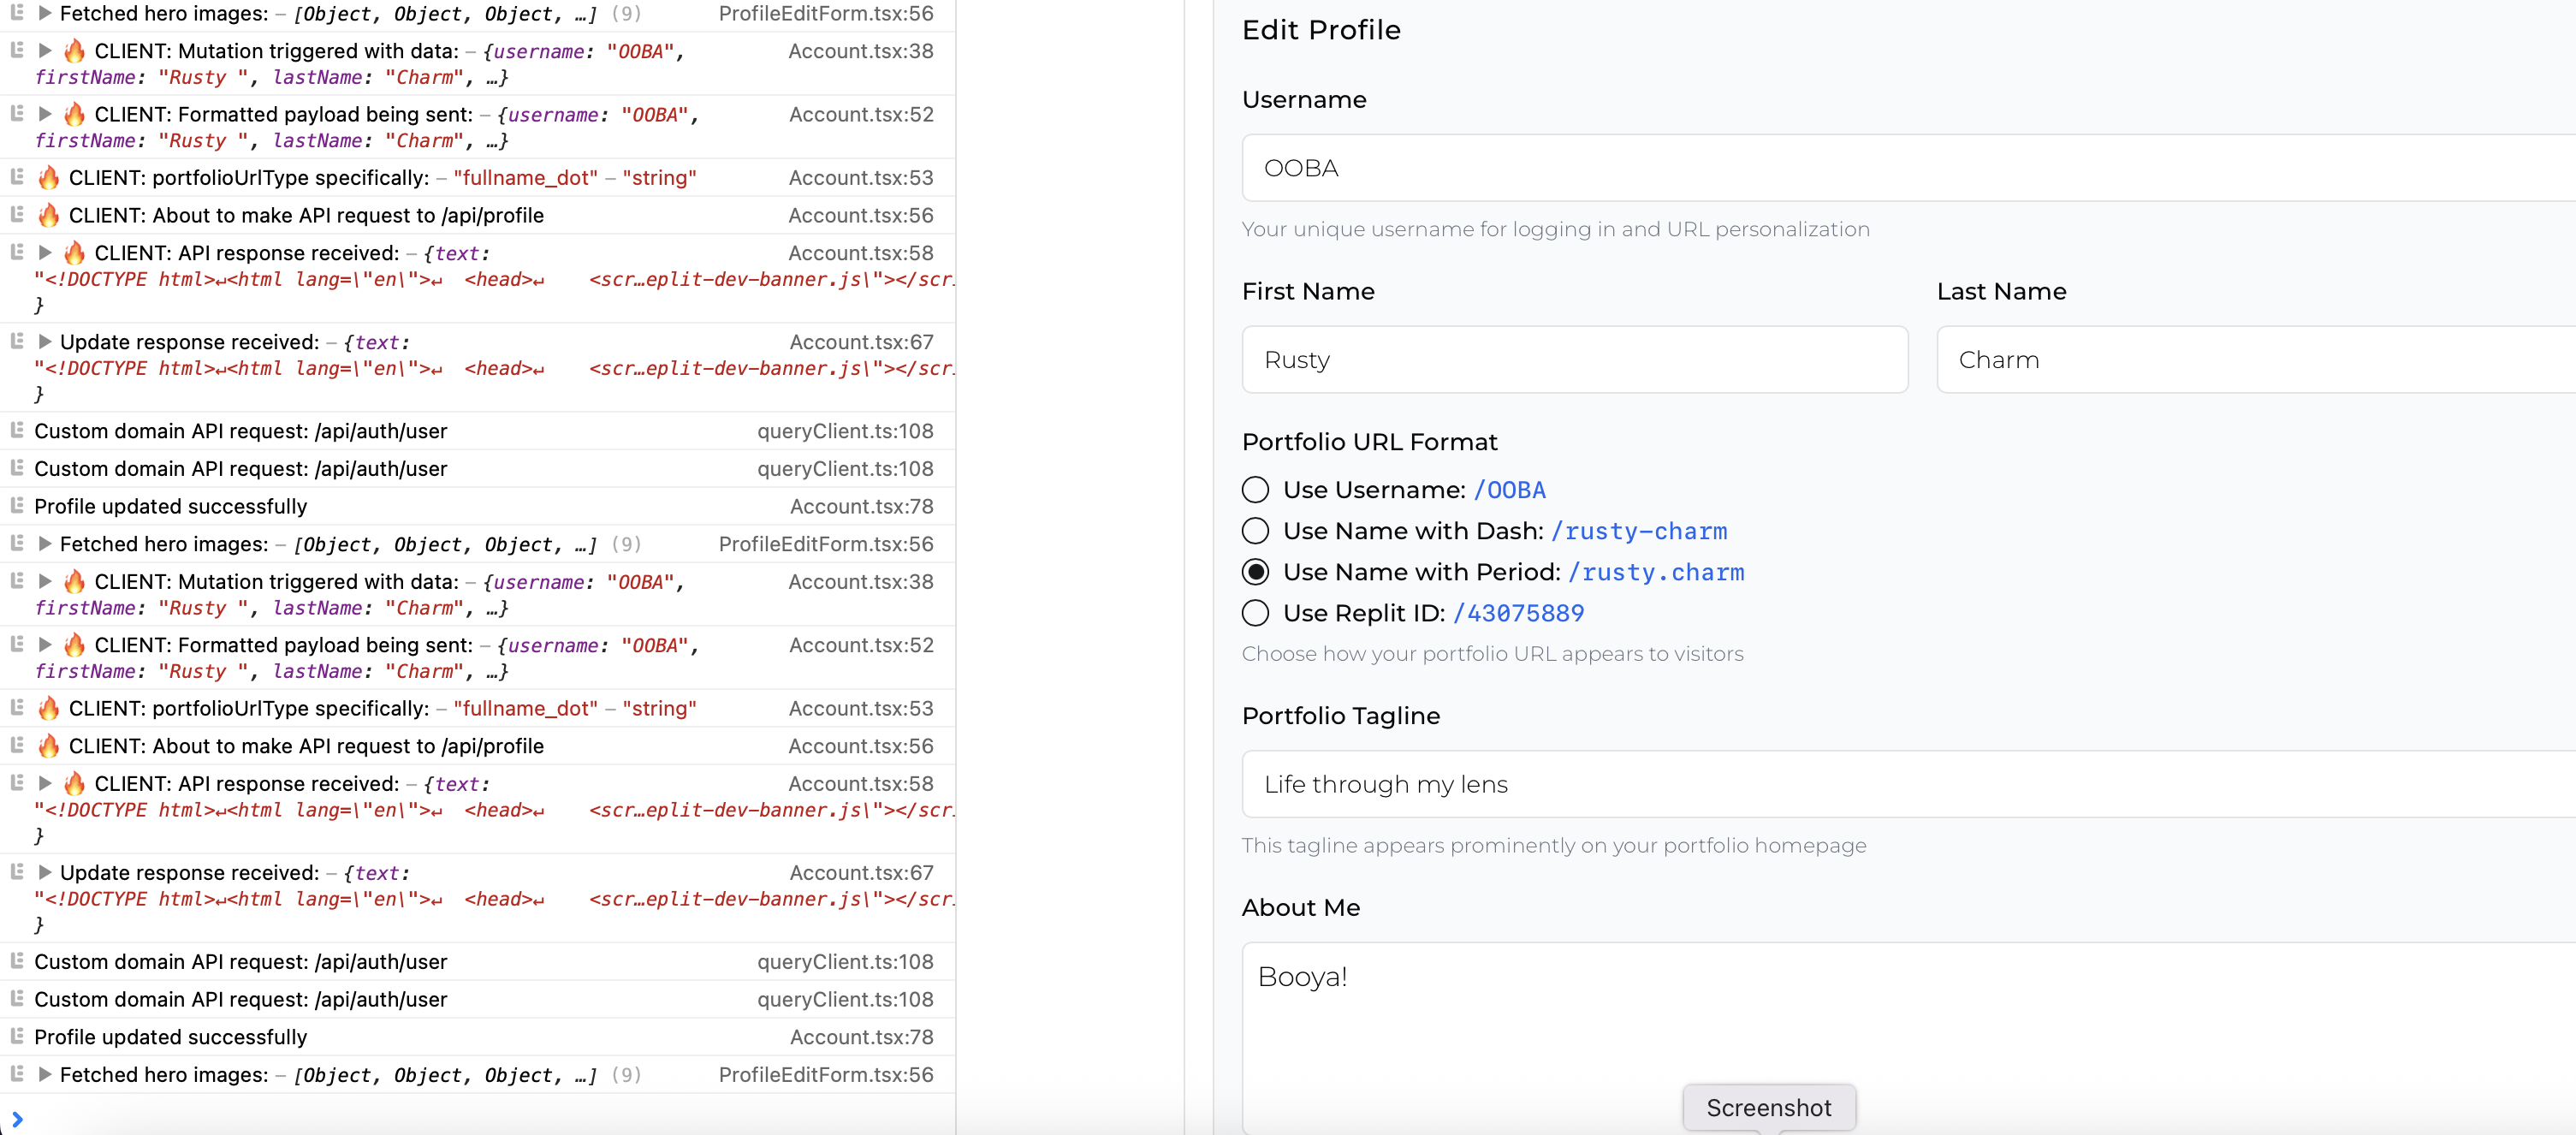 Fetched hero images: – [Object, Object, Object, …] (9) ProfileEditForm.tsx:56
🔥 CLIENT: Mutation triggered with data: – {username: "OOBA", Account.tsx:38
firstName: "Rusty ", lastName: "Charm", …}
🔥 CLIENT: Formatted payload being sent: – {username: "OOBA", Account.tsx:52
firstName: "Rusty ", lastName: "Charm", …}
🔥 CLIENT: portfolioUrlType specifically: – "fullname_dot" – "string" Account.tsx:53
🔥 CLIENT: About to make API request to /api/profile Account.tsx:56
🔥 CLIENT: API response received: – {text: Account.tsx:58
"<!DOCTYPE html>↵<html lang=\"en\">↵  <head>↵    <scr…eplit-dev-banner.js\"></scr
}
Update response received: – {text: Account.tsx:67
"<!DOCTYPE html>↵<html lang=\"en\">↵  <head>↵    <scr…eplit-dev-banner.js\"></scr
}
Custom domain API request: /api/auth/user queryClient.ts:108
Custom domain API request: /api/auth/user queryClient.ts:108
Profile updated successfully Account.tsx:78
Fetched hero images: – [Object, Object, Object, …] (9) ProfileEditForm.tsx:56
🔥 CLIENT: Mutation triggered with data: – {username: "OOBA", Account.tsx:38
firstName: "Rusty ", lastName: "Charm", …}
🔥 CLIENT: Formatted payload being sent: – {username: "OOBA", Account.tsx:52
firstName: "Rusty ", lastName: "Charm", …}
🔥 CLIENT: portfolioUrlType specifically: – "fullname_dot" – "string" Account.tsx:53
🔥 CLIENT: About to make API request to /api/profile Account.tsx:56
🔥 CLIENT: API response received: – {text: Account.tsx:58
"<!DOCTYPE html>↵<html lang=\"en\">↵  <head>↵    <scr…eplit-dev-banner.js\"></scr
}
Update response received: – {text: Account.tsx:67
"<!DOCTYPE html>↵<html lang=\"en\">↵  <head>↵    <scr…eplit-dev-banner.js\"></scr
}
Custom domain API request: /api/auth/user queryClient.ts:108
Custom domain API request: /api/auth/user queryClient.ts:108
Profile updated successfully Account.tsx:78
Fetched hero images: – [Object, Object, Object, …] (9) ProfileEditForm.tsx:56
Edit Profile
Username
OOBA
Your unique username for logging in and URL personalization
First Name
Last Name
Rusty
Charm
Portfolio URL Format
Use Username: /OOBA
Use Name with Dash: /rusty-charm
Use Name with Period: /rusty.charm
Use Replit ID: /43075889
Choose how your portfolio URL appears to visitors
Portfolio Tagline
Life through my lens
This tagline appears prominently on your portfolio homepage
About Me
Booya!
Screenshot